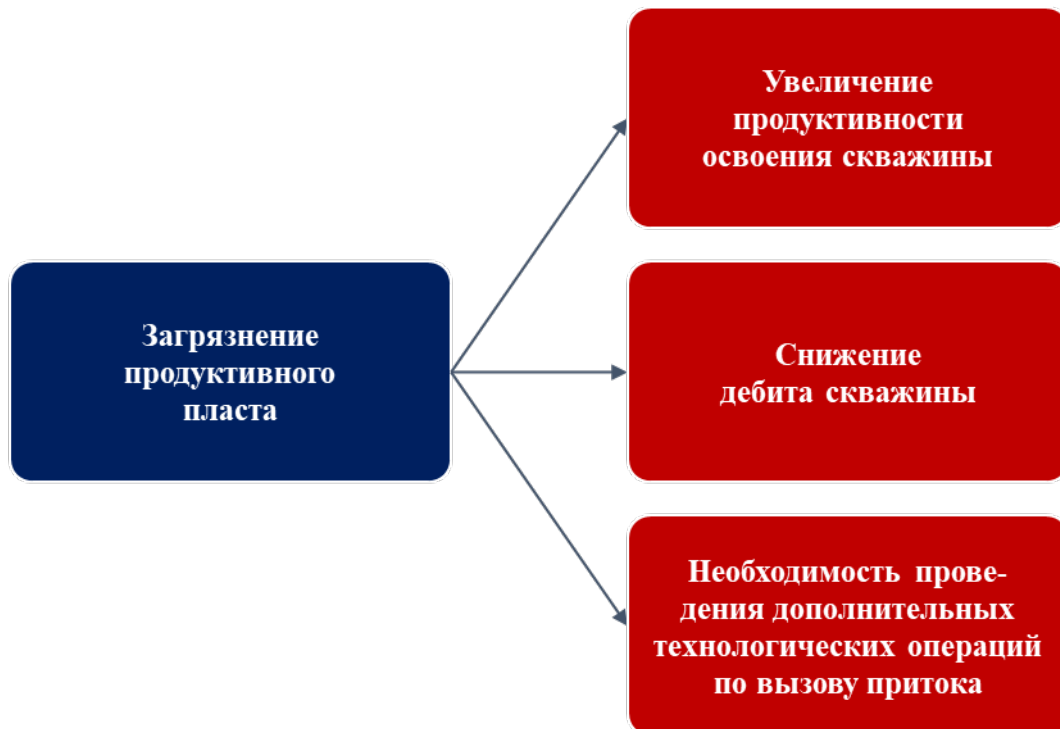 Загрязнение
продуктивного
пласта
Увеличение
продуктивности
освоения скважины
Снижение
дебита скважины
Необходимость прове-
дения дополнительных
технологических операций
по вызову притока